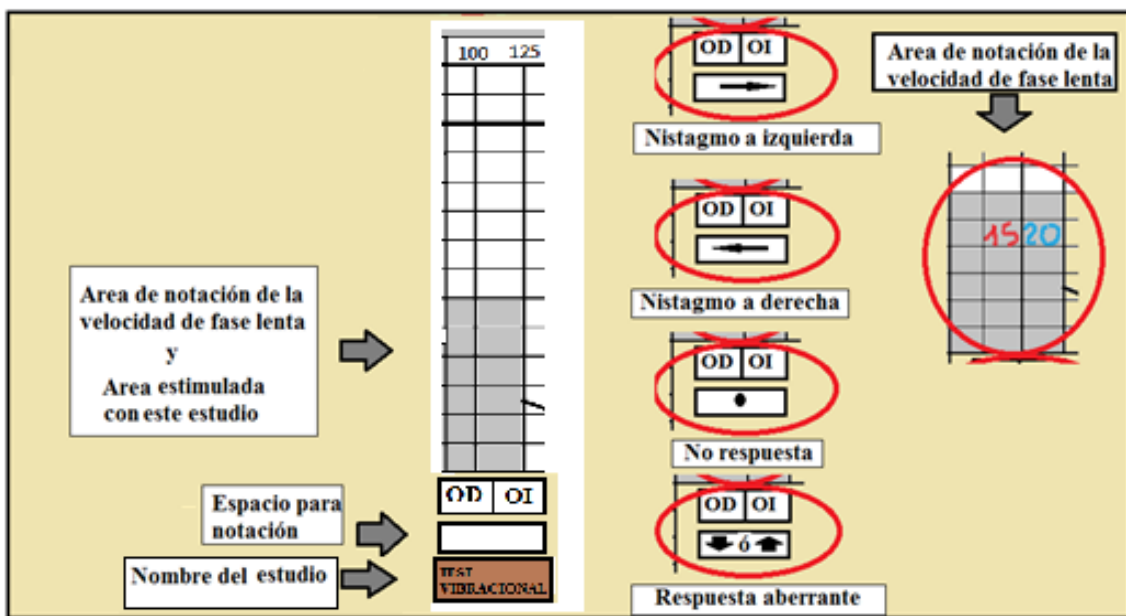 100 125
Area de notación de la
velocidad de fase lenta
y
Area estimulada
con este estudio
OD OI
Espacio para
notación
Nombre del estudio
TEST
VIBRACIONAL
OD OI
Nistagmo a izquierda
OD OI
Nistagmo a derecha
OD OI
No respuesta
OD OI
ó
Respuesta aberrante
Area de notación de la
velocidad de fase lenta
15 20